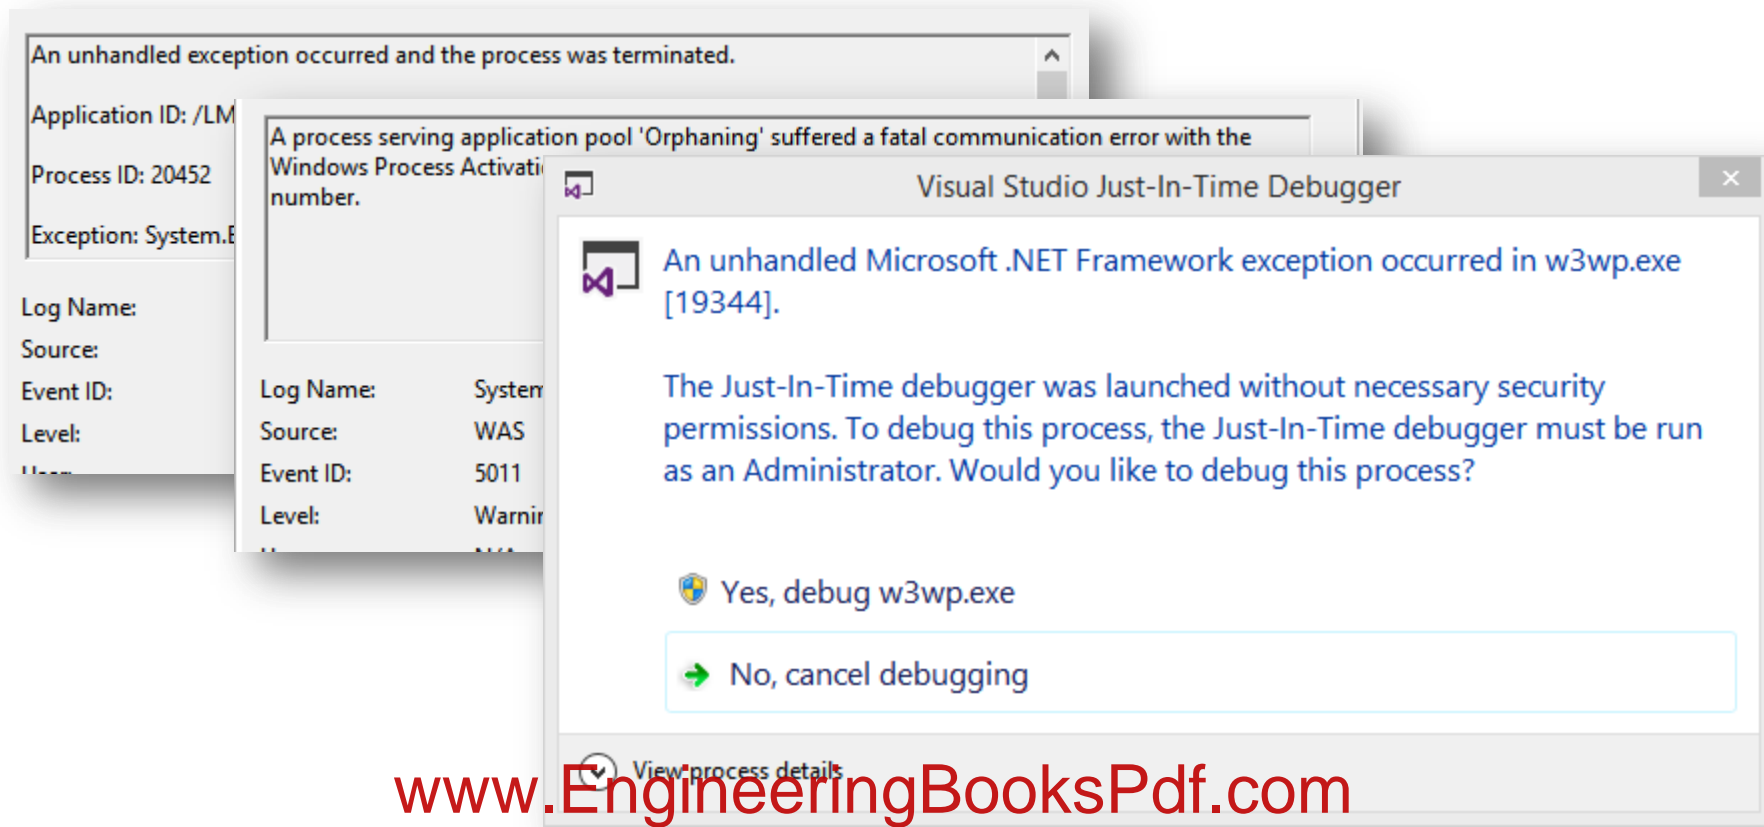 An unhandled exception occurred and the process was terminated.
Application ID: /LM
Process ID: 20452
Exception: System.E
Log Name:
Source:
Event ID:
Level:
A process serving application pool 'Orphaning' suffered a fatal communication error with the
Windows Process Activati
number.
Log Name: System
Source: WAS
Event ID: 5011
Level: Warnin
Visual Studio Just-In-Time Debugger
An unhandled Microsoft .NET Framework exception occurred in w3wp.exe
[19344].
The Just-In-Time debugger was launched without necessary security
permissions. To debug this process, the Just-In-Time debugger must be run
as an Administrator. Would you like to debug this process?
Yes, debug w3wp.exe
No, cancel debugging
View process details
www.EngineeringBooksPdf.com